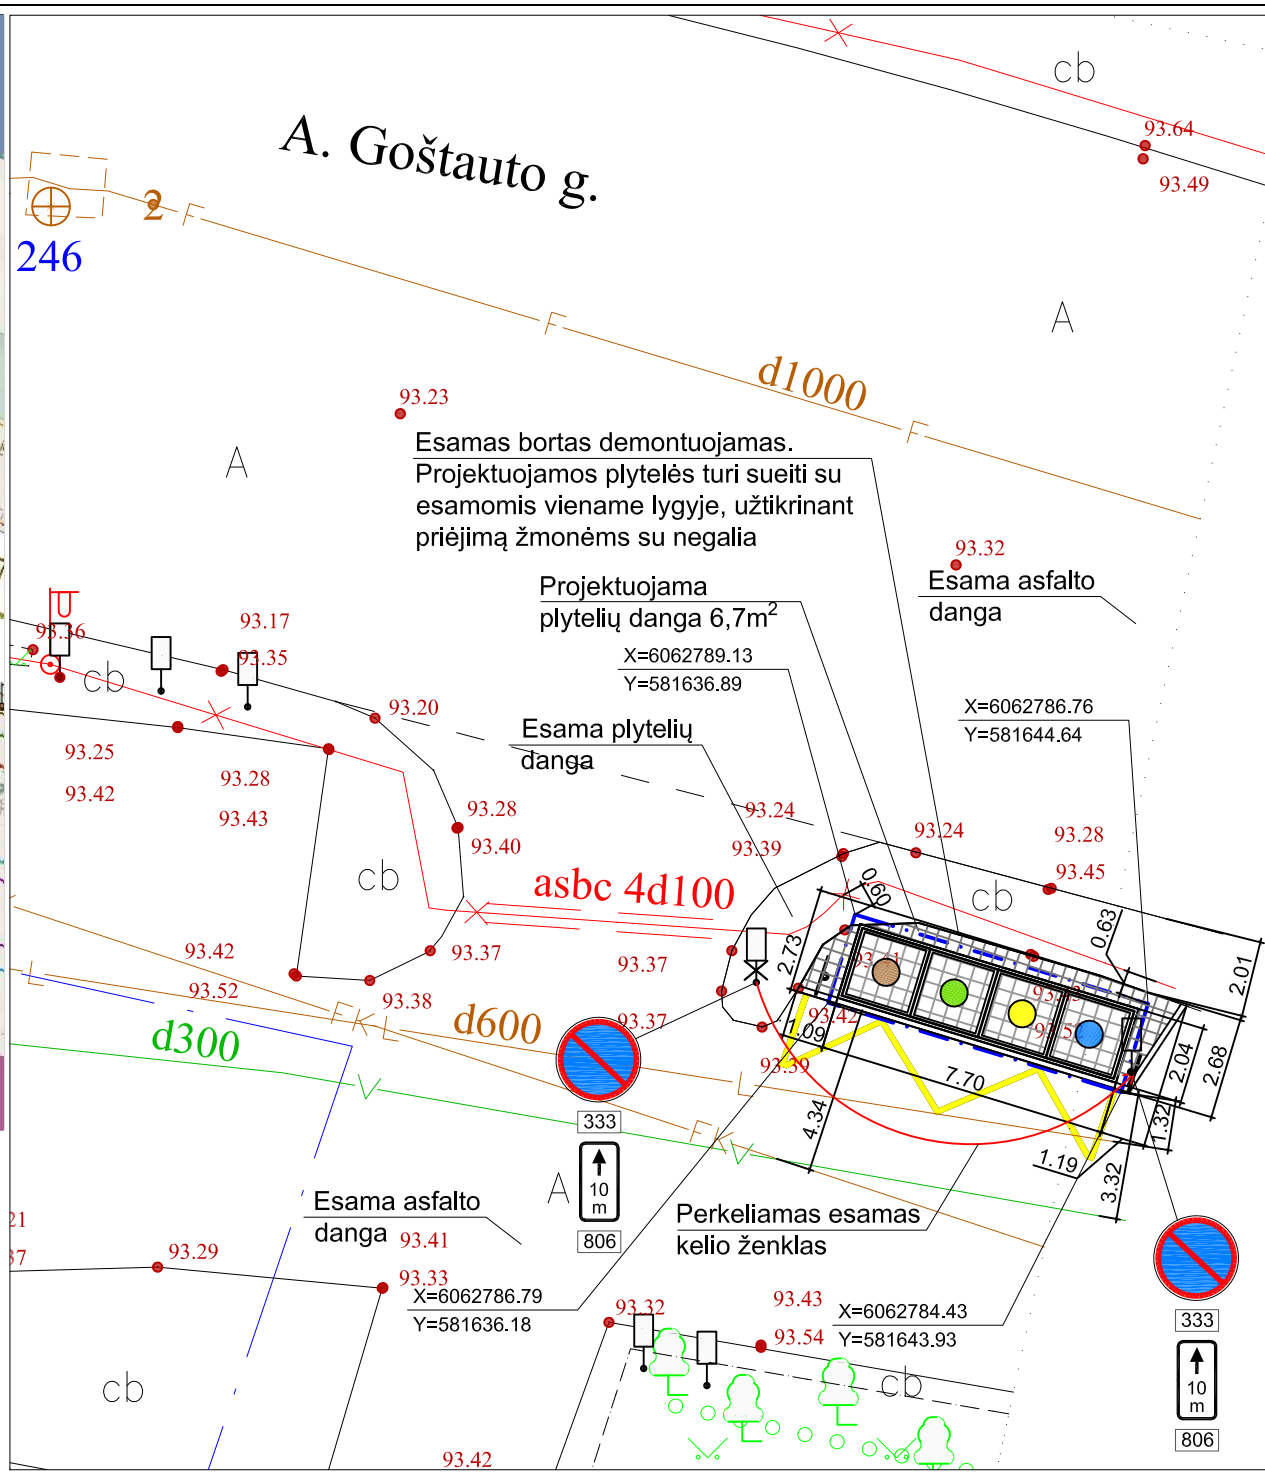 cb
93.64
93.49
A. Goštauto g.
2
F
246
F
A
d1000
F
93.23
A
Esamas bortas demontuojamas.
Projektuojamos plytelės turi sueiti su
esamomis viename lygyje, užtikrinant
priėjimą žmonėms su negalia
93.32
Esama asfalto
danga
Projektuojama
plytelių danga 6,7m²
X=6062789.13
Y=581636.89
93.17
93.36
93.35
cb
93.20
X=6062786.76
Y=581644.64
Esama plytelių
danga
93.25
93.28
93.42
93.43
93.28
93.40
93.24
93.39
93.24
93.28
93.45
cb
asbc 4d100
0.60
cb
0.63
2.01
93.42
93.37
93.37
2.73
93.52
93.38
93.37
93.42
L
F K L
d600
d300
1.09
93.39
L
7.70
2.04
2.68
V
4.34
F K
V
1.32
1.19
3.32
333
10
m
806
A
Esama asfalto
danga
93.41
Perkeliamas esamas
kelio ženklas
21
37
93.29
93.33
X=6062786.79
Y=581636.18
93.32
93.43
93.54
X=6062784.43
Y=581643.93
333
10
m
806
cb
cb
93.42